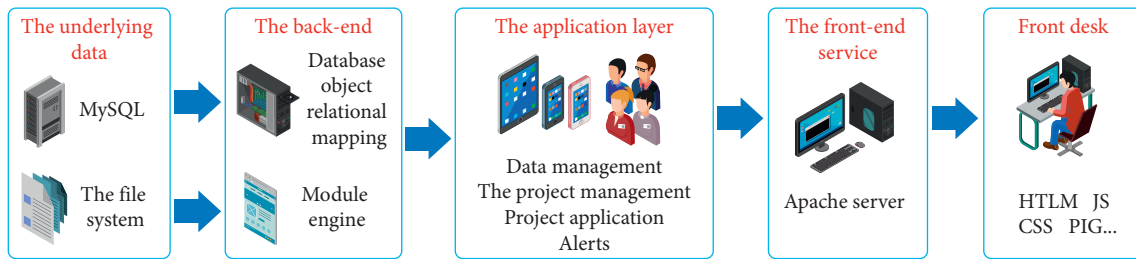 The underlying
data
MySQL
The file
system
The back-end
Database
object
relational
mapping
Module
engine
The application layer
Data management
The project management
Project application
Alerts
The front-end
service
Apache server
Front desk
HTLM JS
CSS PIG...